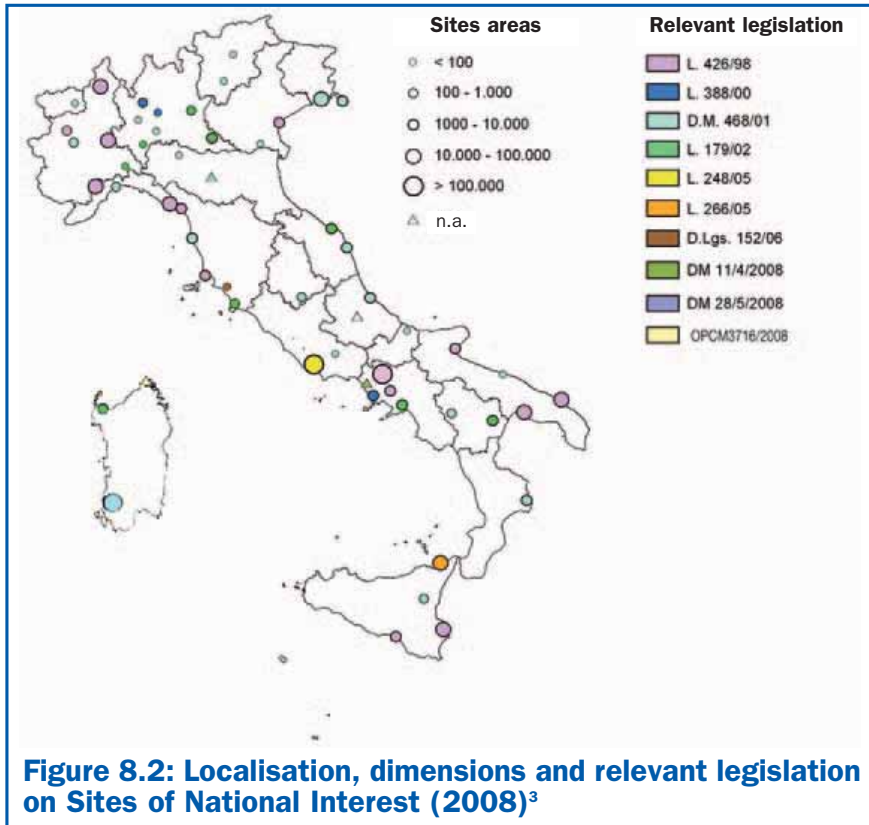 Sites areas
< 100
100 - 1.000
1000 - 10.000
10.000 - 100.000
> 100.000
n.a.
Relevant legislation
L. 426/98
L. 388/00
D.M. 468/01
L. 179/02
L. 248/05
L. 266/05
D.Lgs. 152/06
DM 11/4/2008
DM 28/5/2008
OPCM3716/2008
Figure 8.2: Localisation, dimensions and relevant legislation
on Sites of National Interest (2008)³